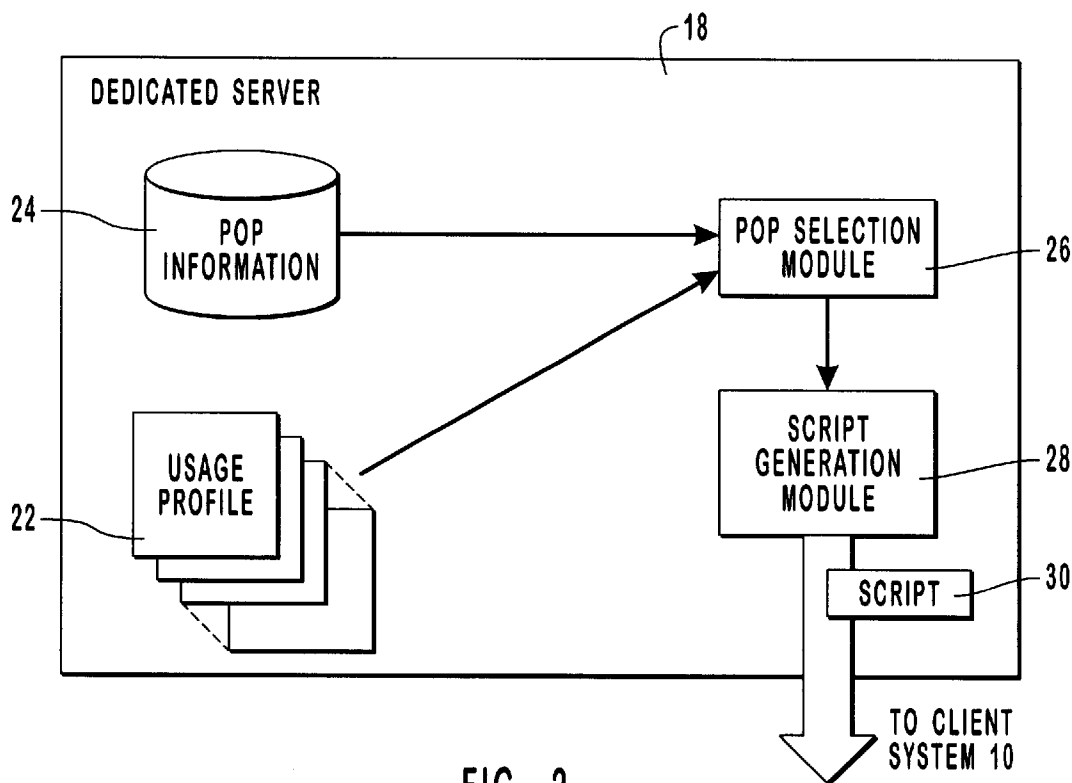 18
DEDICATED SERVER
24
POP
INFORMATION
POP SELECTION
MODULE
26
USAGE
PROFILE
22
SCRIPT
GENERATION
MODULE
28
SCRIPT
30
TO CLIENT
SYSTEM 10